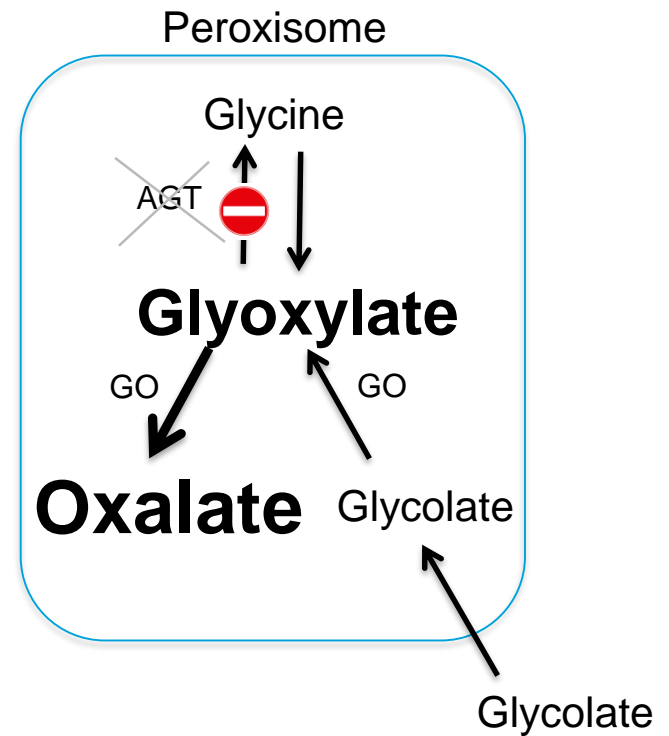 Peroxisome
Glycine
AGT
Glyoxylate
GO
GO
Oxalate
Glycolate
Glycolate